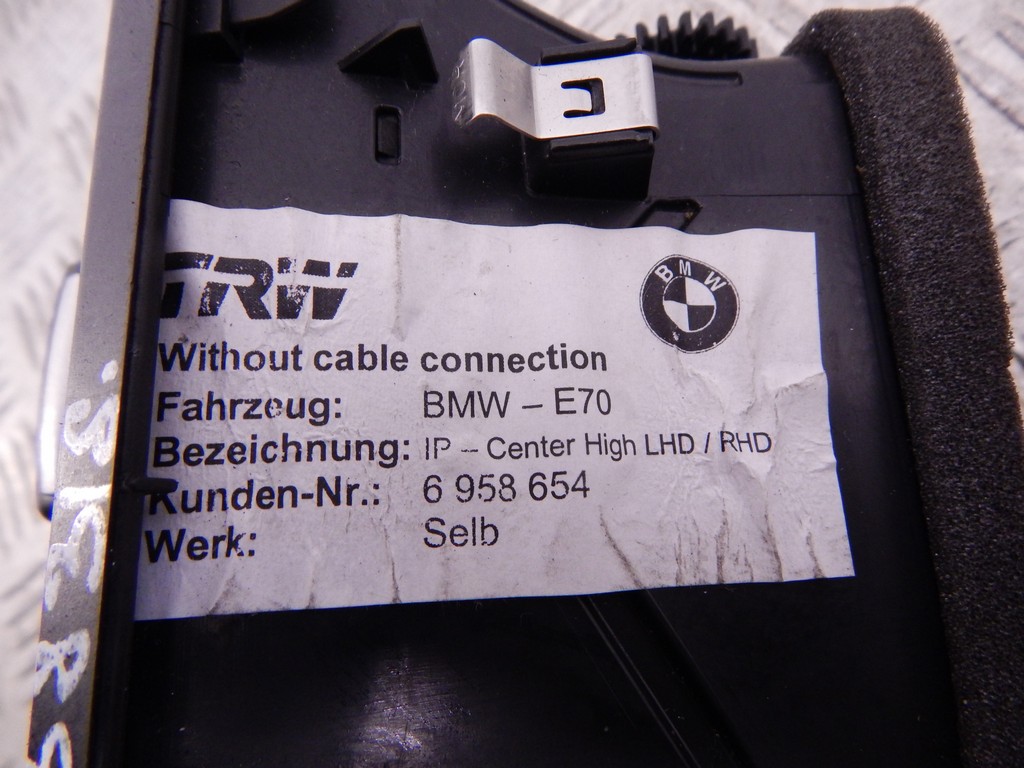 TRW
BMW
Without cable connection
Fahrzeug: BMW – E70
Bezeichnung: IP – Center High LHD / RHD
Kunden-Nr.: 6 958 654
Werk: Selb